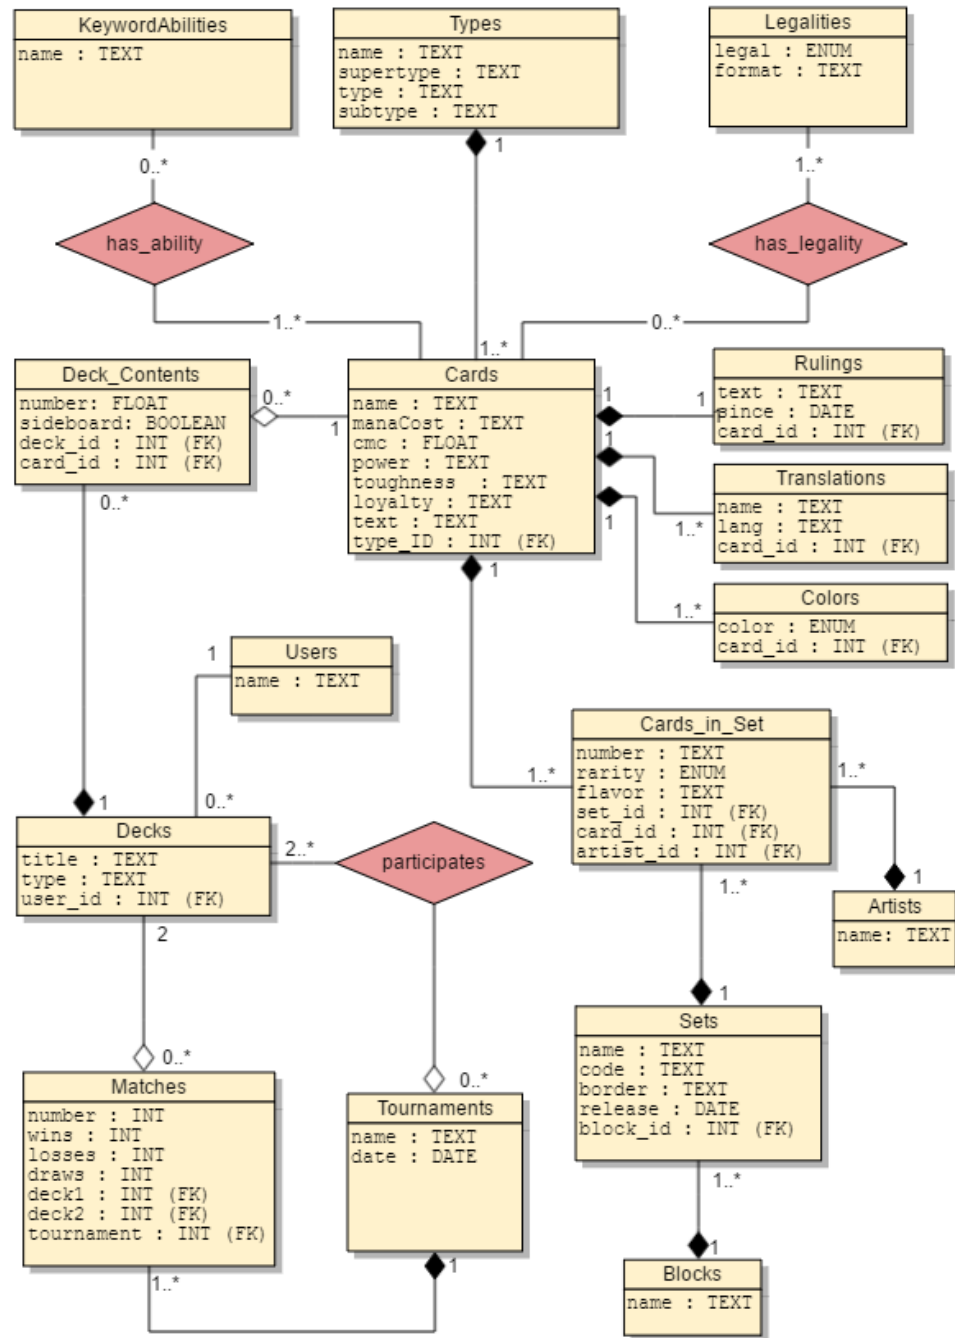 KeywordAbilities
name : TEXT
Types
name : TEXT
supertype : TEXT
type : TEXT
subtype : TEXT
Legalities
legal : ENUM
format : TEXT
0..*
1
1..*
has_ability
has_legality
1..*
1..*
0..*
Deck_Contents
number: FLOAT
sideboard: BOOLEAN
deck_id : INT (FK)
card_id : INT (FK)
0..*
1
0..*
Cards
name : TEXT
manaCost : TEXT
cmc : FLOAT
power : TEXT
toughness : TEXT
loyalty : TEXT
text : TEXT
type_ID : INT (FK)
1
1
1
1
Rulings
text : TEXT
since : DATE
card_id : INT (FK)
1
1..*
Translations
name : TEXT
lang : TEXT
card_id : INT (FK)
1..*
Colors
color : ENUM
card_id : INT (FK)
1
Users
name : TEXT
1
0..*
1..*
Cards_in_Set
number : TEXT
rarity : ENUM
flavor : TEXT
set_id : INT (FK)
card_id : INT (FK)
artist_id : INT (FK)
1..*
1..*
1
Artists
name: TEXT
Decks
title : TEXT
type : TEXT
user_id : INT (FK)
2..*
participates
2
0..*
0..*
1
Sets
name : TEXT
code : TEXT
border : TEXT
release : DATE
block_id : INT (FK)
1..*
Matches
number : INT
wins : INT
losses : INT
draws : INT
deck1 : INT (FK)
deck2 : INT (FK)
tournament : INT (FK)
1..*
Tournaments
name : TEXT
date : DATE
1
1
Blocks
name : TEXT